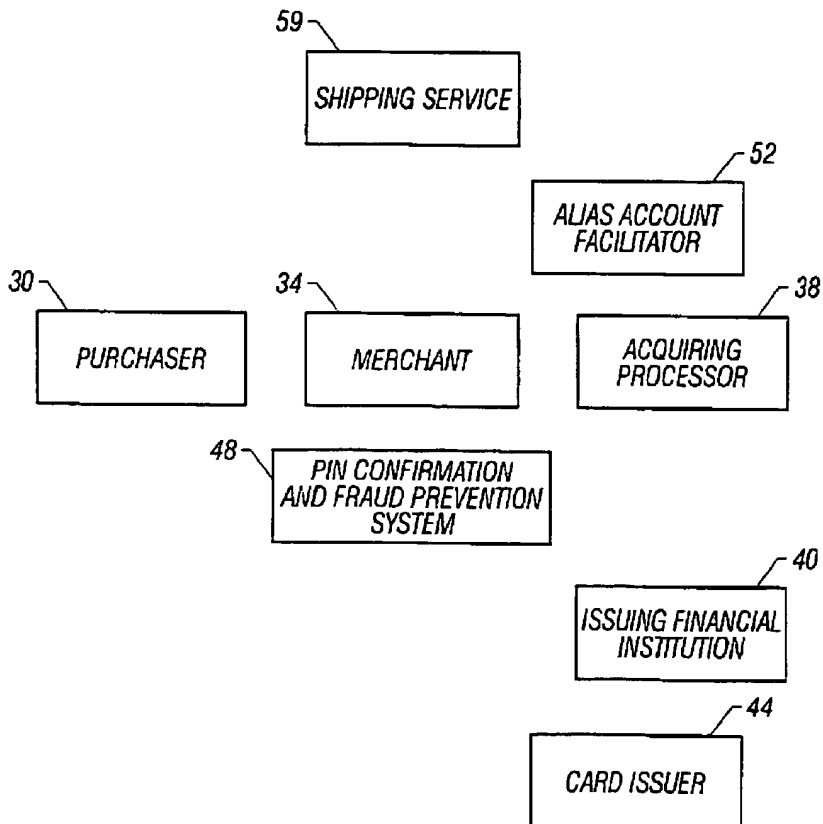 59
SHIPPING SERVICE
52
ALIAS ACCOUNT
FACILITATOR
30
34
38
PURCHASER
MERCHANT
ACQUIRING
PROCESSOR
48
PIN CONFIRMATION
AND FRAUD PREVENTION
SYSTEM
40
ISSUING FINANCIAL
INSTITUTION
44
CARD ISSUER